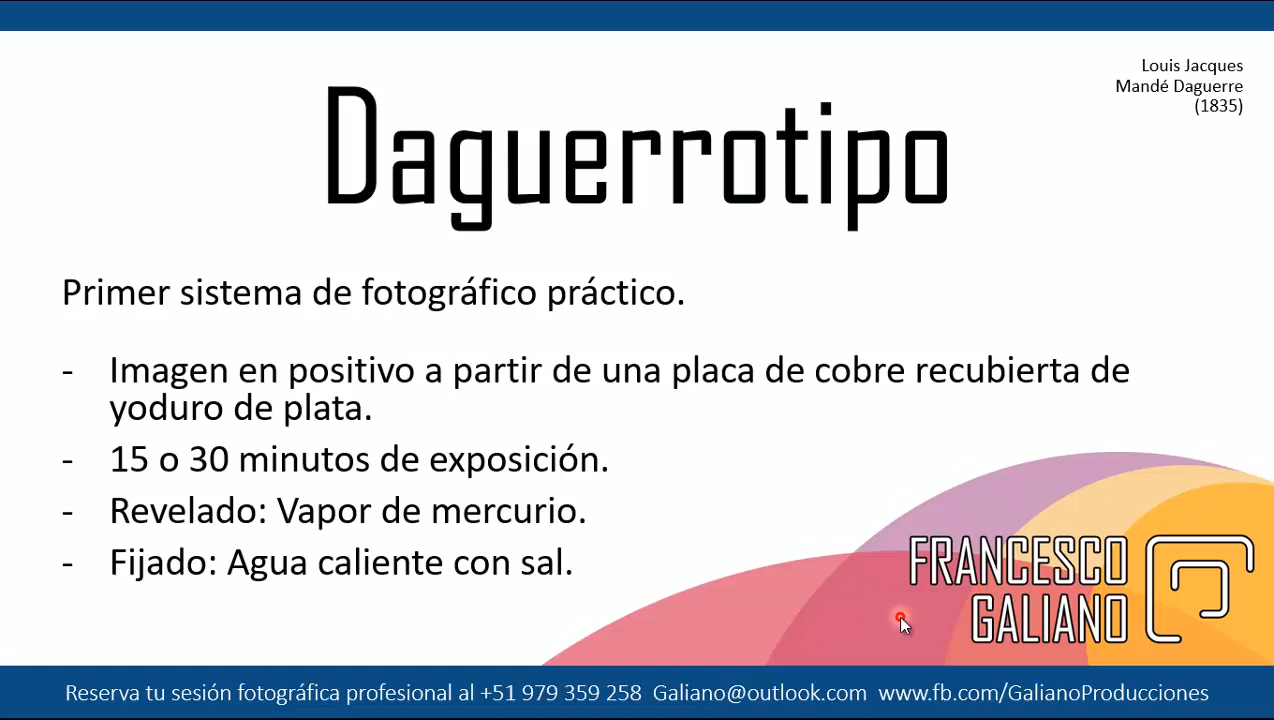 Louis Jacques
Mandé Daguerre
(1835)
Daguerrotipo
Primer sistema de fotográfico práctico.
- Imagen en positivo a partir de una placa de cobre recubierta de
yoduro de plata.
- 15 o 30 minutos de exposición.
- Revelado: Vapor de mercurio.
- Fijado: Agua caliente con sal.
FRANCESCO
GALIANO
Reserva tu sesión fotográfica profesional al +51 979 359 258 Galiano@outlook.com www.fb.com/GalianoProducciones